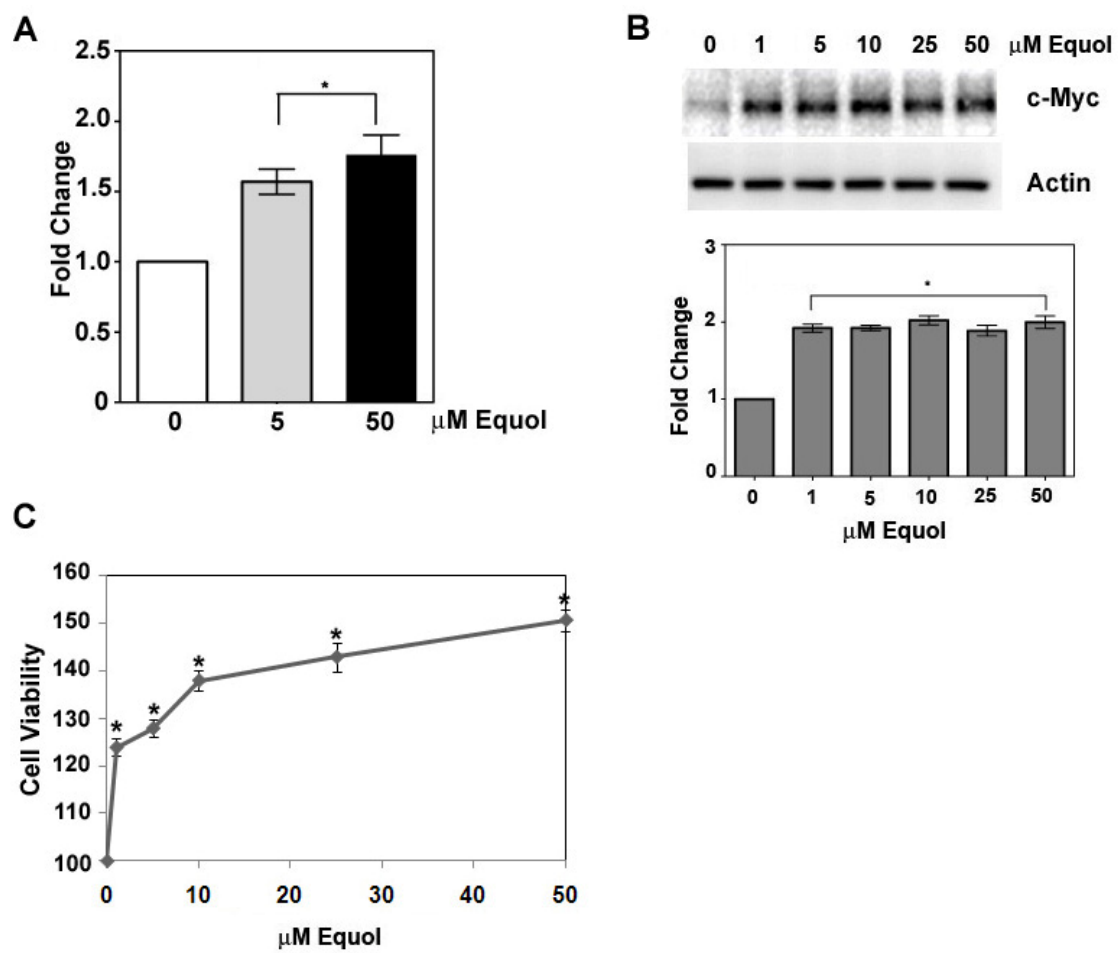 A
2.5
2.0
1.5
1.0
0.5
0
Fold Change
*
0 5 50 μM Equol
B
0 1 5 10 25 50 μM Equol
c-Myc
Actin
3
2
1
0
Fold Change
*
0 1 5 10 25 50
μM Equol
C
160
150
140
130
120
110
100
Cell Viability
* * * * *
0 10 20 30 40 50
μM Equol